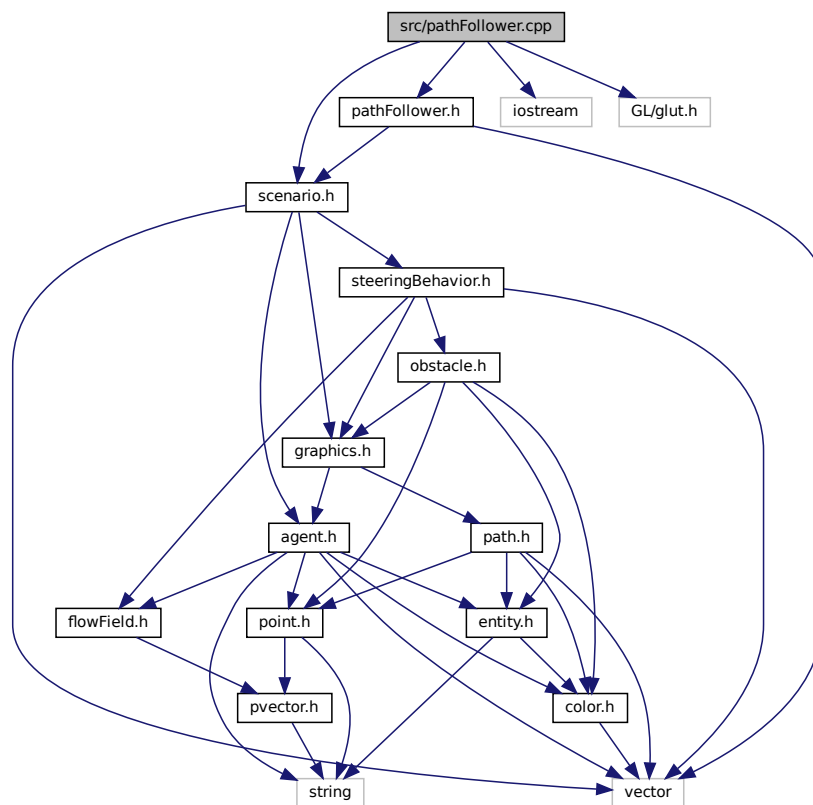 src/pathFollower.cpp
pathFollower.h
iostream
GL/glut.h
scenario.h
steeringBehavior.h
obstacle.h
graphics.h
agent.h
path.h
flowField.h
point.h
entity.h
pvector.h
color.h
string
vector